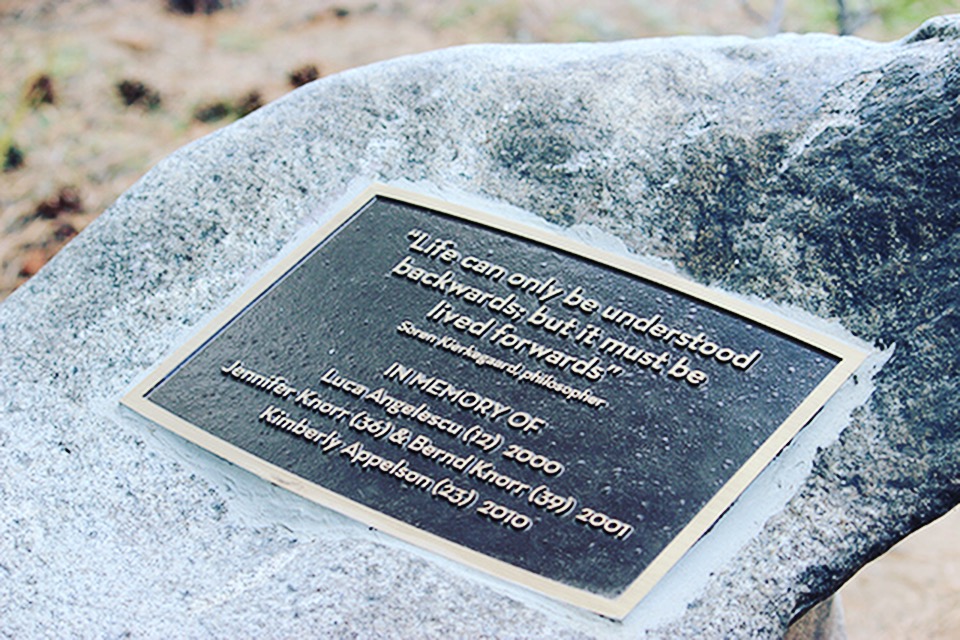 "Life can only be understood
backwards; but it must be
lived forwards"
Soren Kierkagaard, philosopher
IN MEMORY OF
Luca Angelescu (12) 2000
Jennifer Knorr (36) & Bernd Knorr (39) 2001
Kimberly Appelson (23) 2010